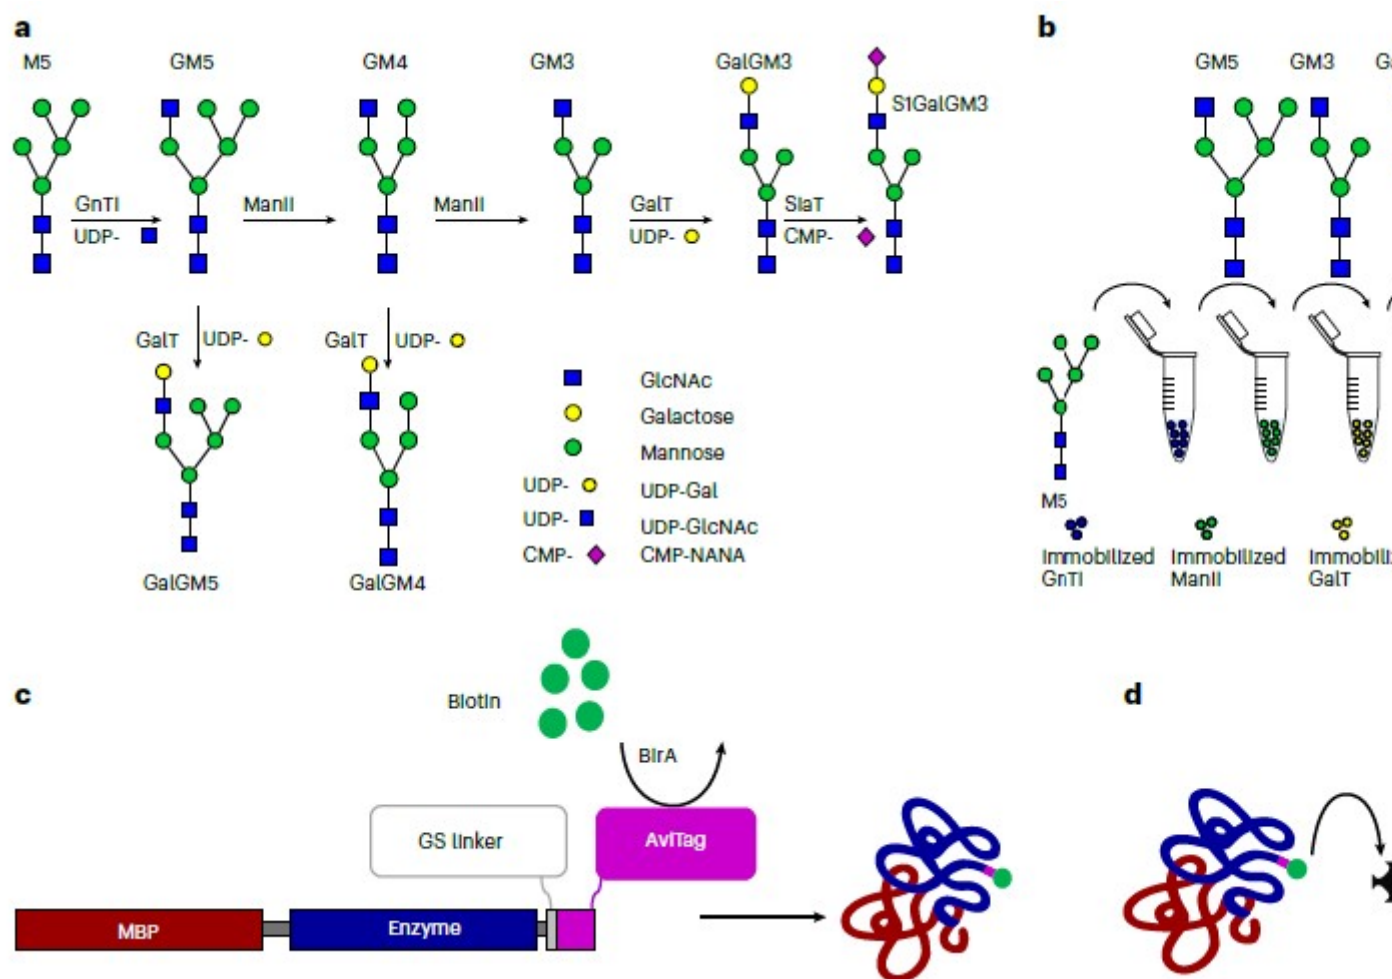 a
M5
GM5
GM4
GM3
GalGM3
S1GalGM3
GnTI
UDP-
ManII
ManII
GalT
UDP-
SiaT
CMP-
GalT
UDP-
GalT
UDP-
GalGM5
GalGM4
GlcNAc
Galactose
Mannose
UDP- UDP-Gal
UDP- UDP-GlcNAc
CMP- CMP-NANA
b
GM5
GM3
M5
Immobilized
GnTI
Immobilized
ManII
GalT
c
Biotin
BirA
GS linker
AviTag
MBP
Enzyme
d